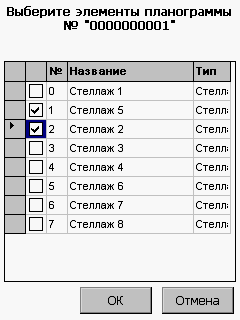 Выберите элементы планограммы
№ "0000000001"
№ Название Тип
0 Стеллаж 1 Стелл
1 Стеллаж 5 Стелла
2 Стеллаж 2 Стелла
3 Стеллаж 3 Стелла
4 Стеллаж 4 Стелла
5 Стеллаж 6 Стелла
6 Стеллаж 7 Стелла
7 Стеллаж 8 Стелла
ОК Отмена